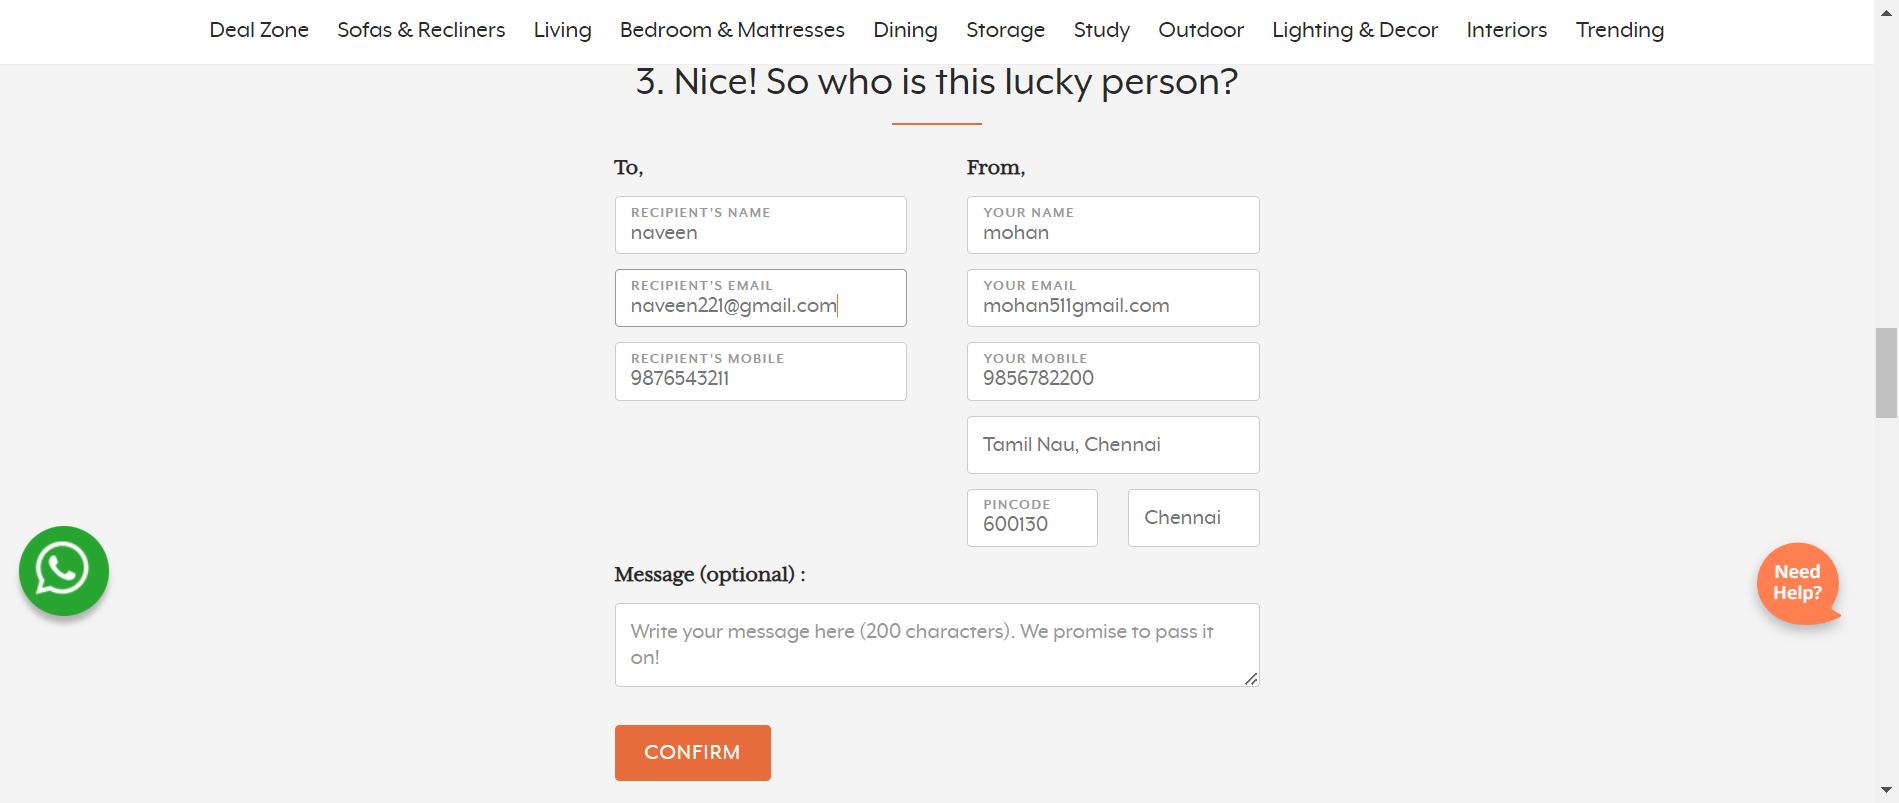 Deal Zone Sofas & Recliners Living Bedroom & Mattresses Dining Storage Study Outdoor Lighting & Decor Interiors Trending
3. Nice! So who is this lucky person?
To,
RECIPIENT'S NAME
naveen
RECIPIENT'S EMAIL
naveen221@gmail.com
RECIPIENT'S MOBILE
9876543211
From,
YOUR NAME
mohan
YOUR EMAIL
mohan511gmail.com
YOUR MOBILE
9856782200
Tamil Nau, Chennai
PINCODE
600130
Chennai
Message (optional) :
Write your message here (200 characters). We promise to pass it
on!
CONFIRM
Need
Help?